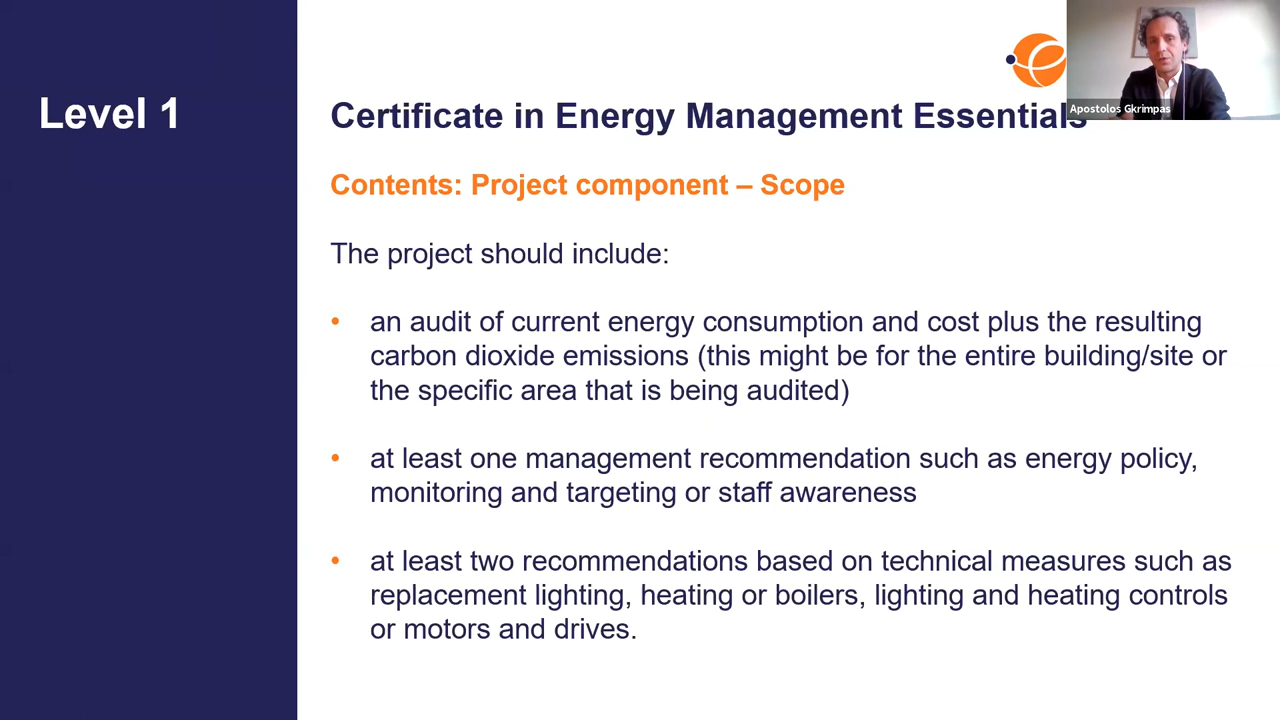 Level 1
Certificate in Energy Management Essentials
Apostolos Gkrimpas
Contents: Project component – Scope
The project should include:
• an audit of current energy consumption and cost plus the resulting
carbon dioxide emissions (this might be for the entire building/site or
the specific area that is being audited)
• at least one management recommendation such as energy policy,
monitoring and targeting or staff awareness
• at least two recommendations based on technical measures such as
replacement lighting, heating or boilers, lighting and heating controls
or motors and drives.